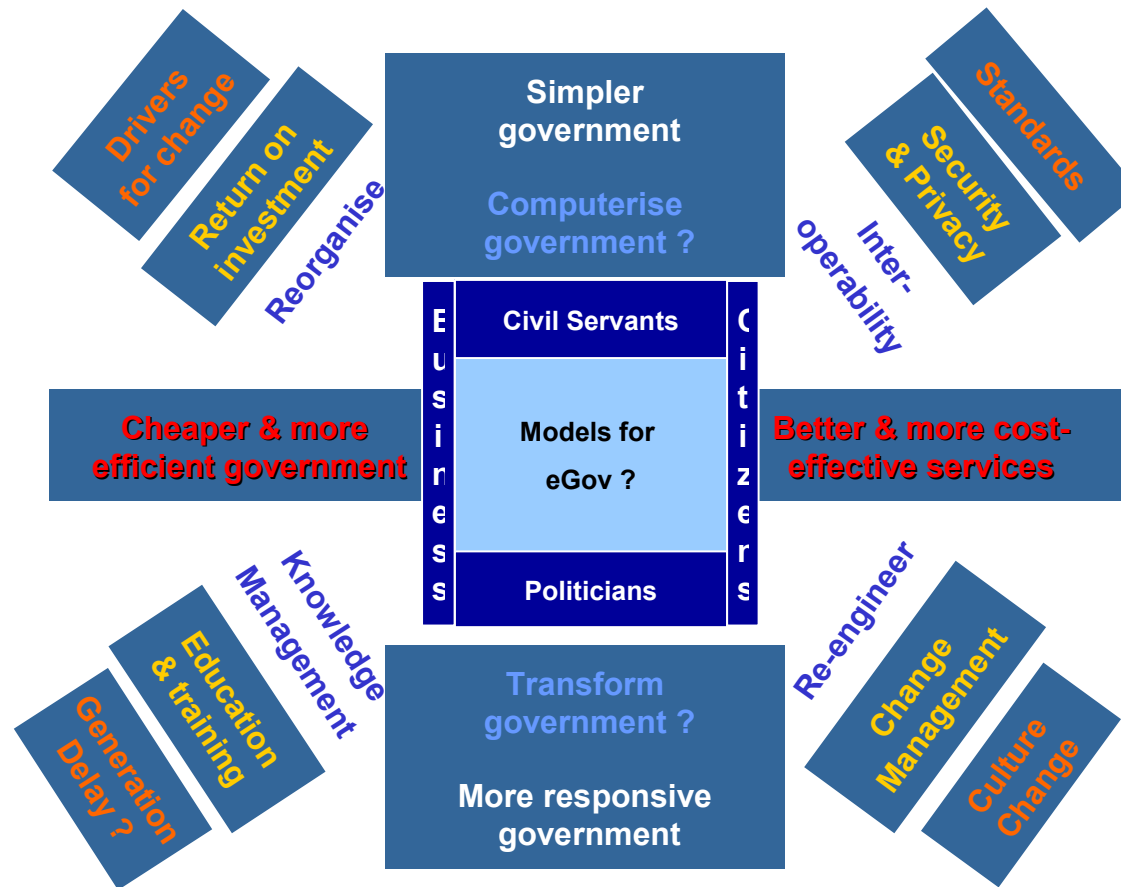 Drivers
for change
Return on
investment
Reorganise
Simpler
government
Computerise
government ?
Standards
Security
& Privacy
Inter-
operability
Business
Civil Servants
Citizens
Cheaper & more
efficient government
Models for
eGov ?
Better & more cost-
effective services
Politicians
Knowledge
Management
Education
& training
Generation
Delay ?
Transform
government ?
More responsive
government
Re-engineer
Change
Management
Culture
Change